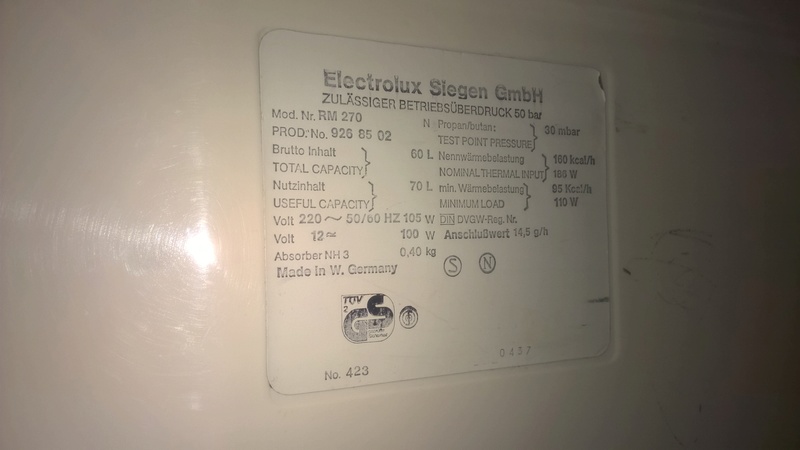 Electrolux Siegen GmbH
ZULÄSSIGER BETRIEBSÜBERDRUCK 50 bar
Mod. Nr. RM 270
PROD.-No. 926 85 02
Brutto Inhalt
TOTAL CAPACITY } 60 L
Nutzinhalt
USEFUL CAPACITY } 70 L
Volt 220 ~ 50/60 HZ 105 W
Volt 12 ≂ 100 W
Absorber NH 3 0,40 kg
Made in W. Germany
N Propan/butan:
TEST POINT PRESSURE } 30 mbar
Nennwärmebelastung } 160 kcal/h
NOMINAL THERMAL INPUT 186 W
min. Wärmebelastung } 95 Kcal/h
MINIMUM LOAD 110 W
DIN DVGW-Reg. Nr.
Anschlußwert 14,5 g/h
S N
TÜV
2
GS
0437
No. 423